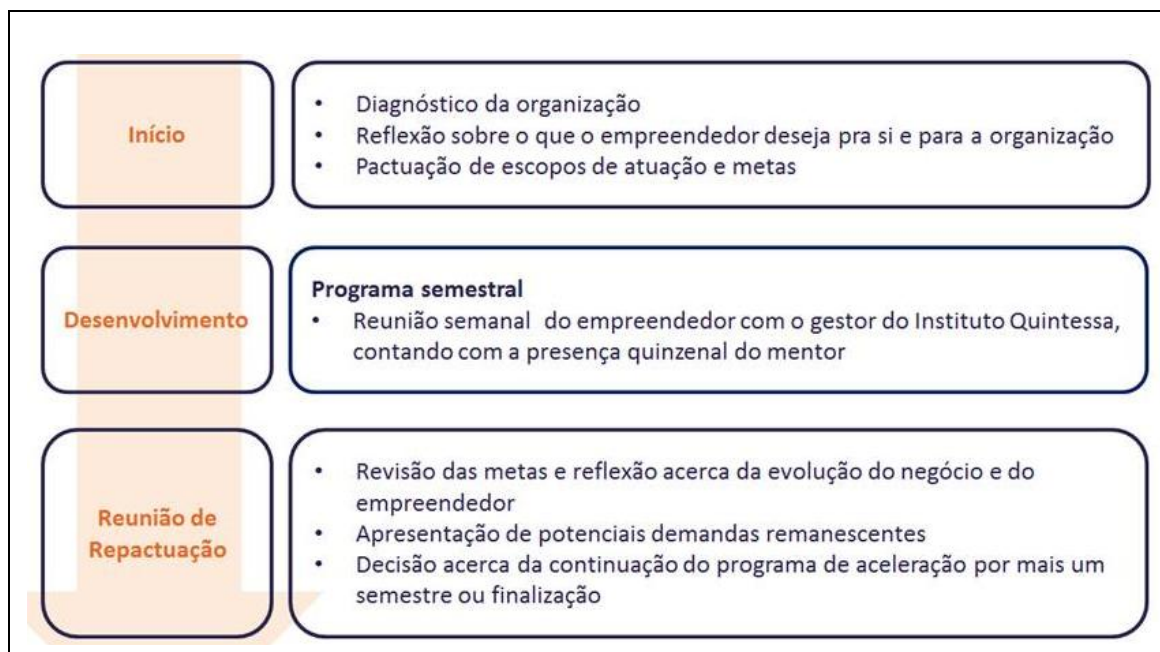 Início
• Diagnóstico da organização
• Reflexão sobre o que o empreendedor deseja pra si e para a organização
• Pactuação de escopos de atuação e metas
Desenvolvimento
Programa semestral
• Reunião semanal do empreendedor com o gestor do Instituto Quintessa,
contando com a presença quinzenal do mentor
Reunião de
Repactuação
• Revisão das metas e reflexão acerca da evolução do negócio e do
empreendedor
• Apresentação de potenciais demandas remanescentes
• Decisão acerca da continuação do programa de aceleração por mais um
semestre ou finalização